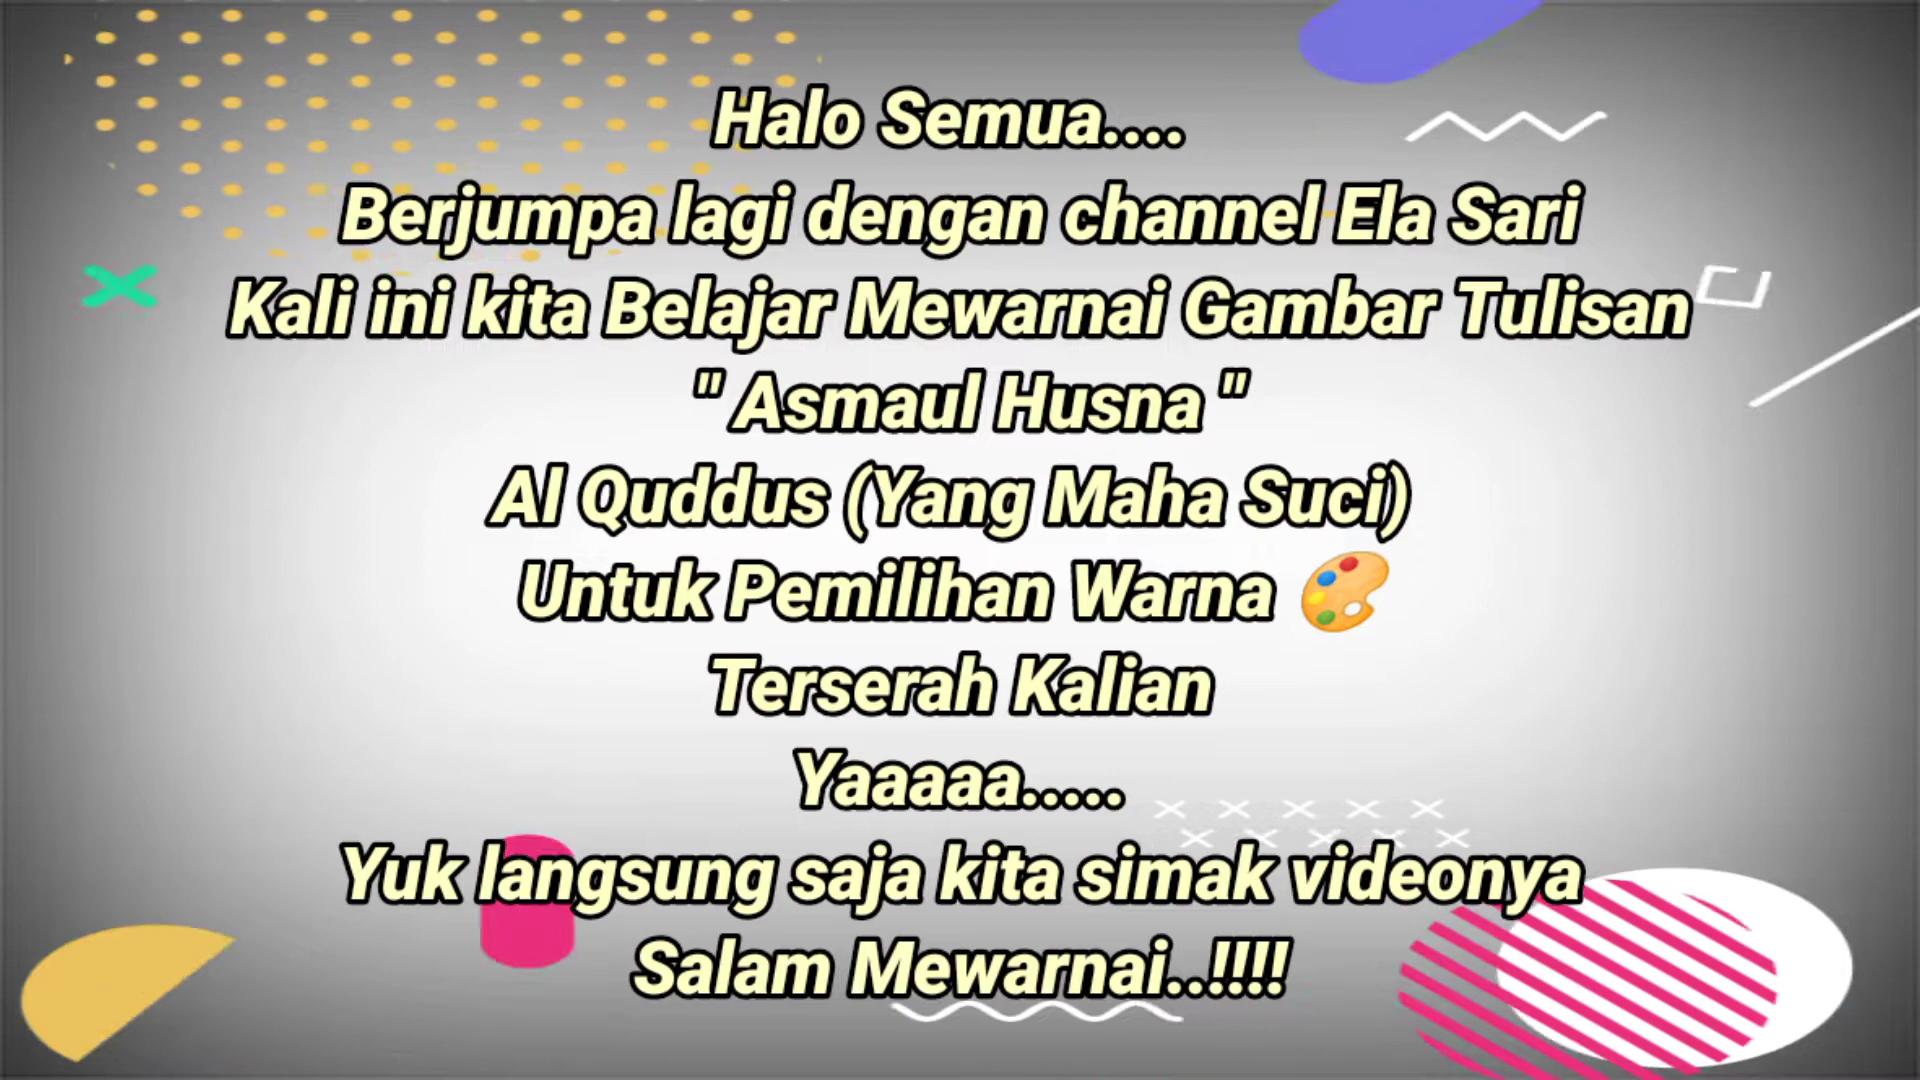 Halo Semua....
Berjumpa lagi dengan channel Ela Sari
Kali ini kita Belajar Mewarnai Gambar Tulisan
" Asmaul Husna "
Al Quddus (Yang Maha Suci)
Untuk Pemilihan Warna 🎨
Terserah Kalian
Yaaaaa.....
Yuk langsung saja kita simak videonya
Salam Mewarnai..!!!!